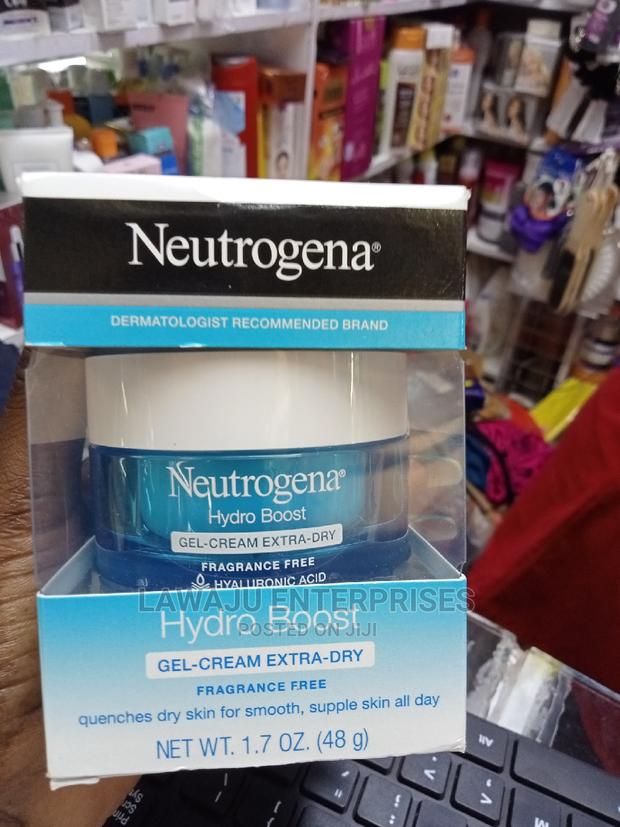 Neutrogena®
DERMATOLOGIST RECOMMENDED BRAND
Neutrogena®
Hydro Boost
GEL-CREAM EXTRA-DRY
FRAGRANCE FREE
HYALURONIC ACID
LAWAJU ENTERPRISES
Hydro Boost
POSTED ON JIJI
GEL-CREAM EXTRA-DRY
FRAGRANCE FREE
quenches dry skin for smooth, supple skin all day
NET WT. 1.7 OZ. (48 g)
Alt